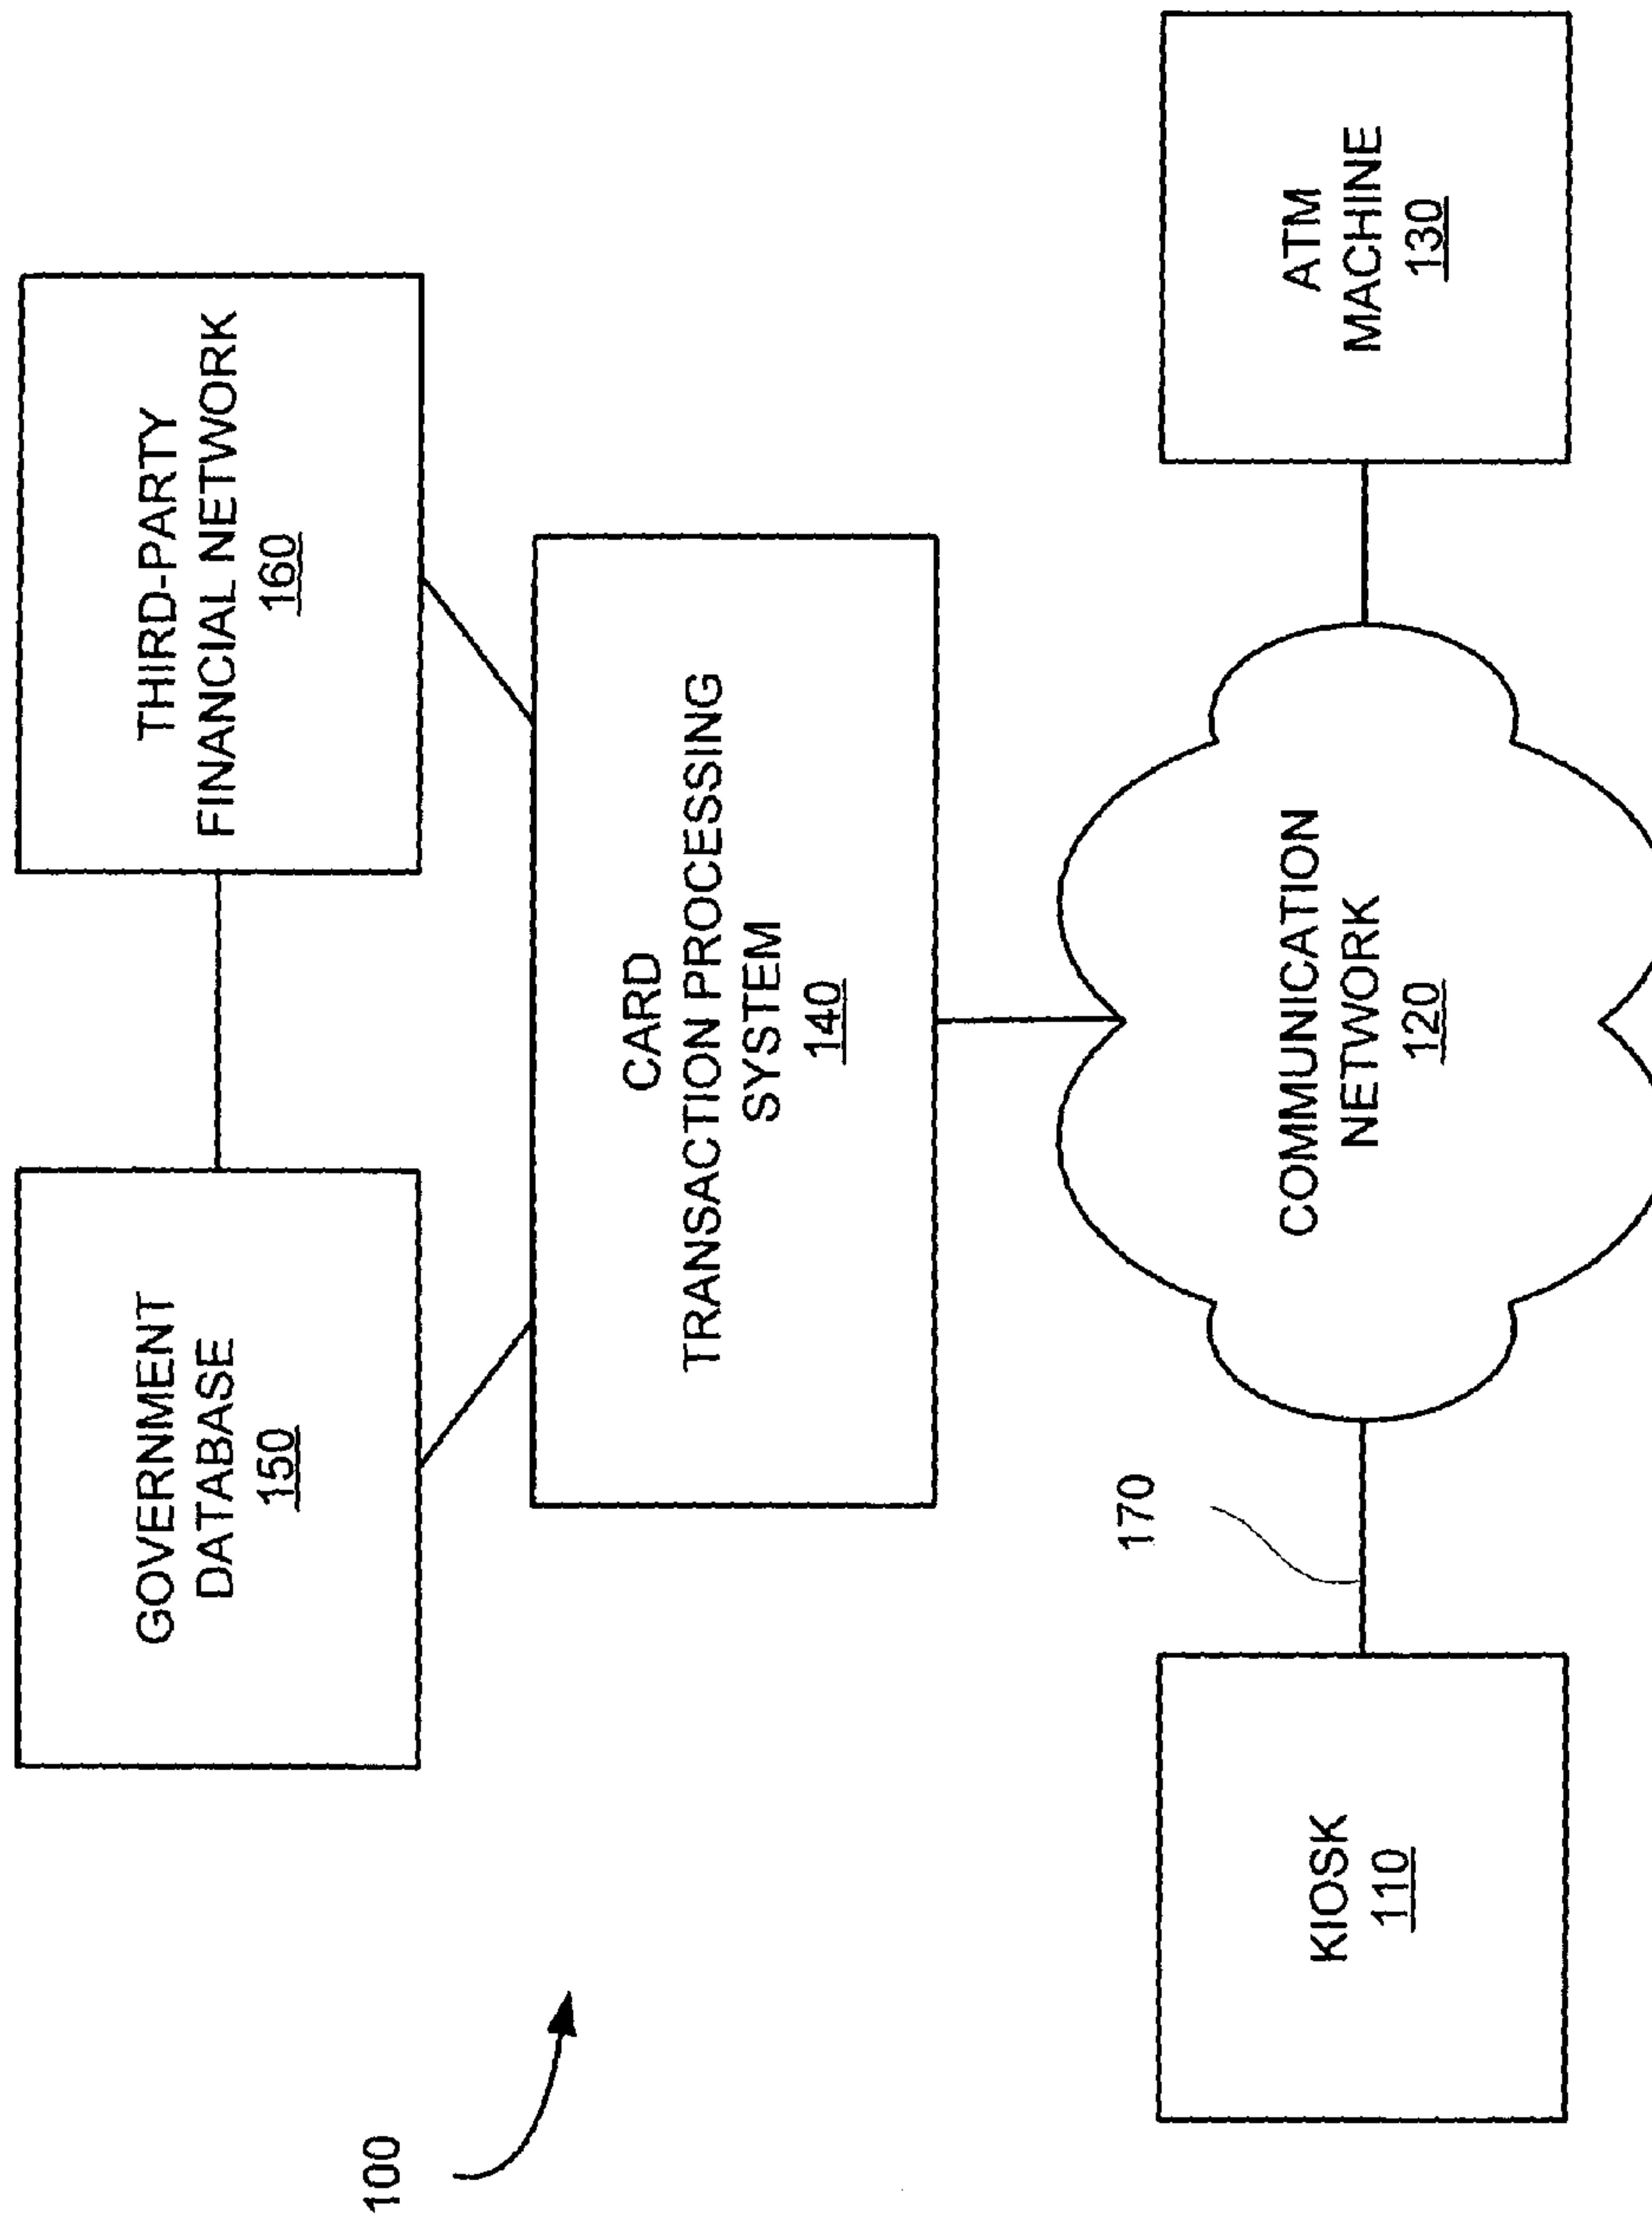 100
GOVERNMENT
DATABASE
150
THIRD-PARTY
FINANCIAL NETWORK
160
CARD
TRANSACTION PROCESSING
SYSTEM
140
170
KIOSK
110
COMMUNICATION
NETWORK
120
ATM
MACHINE
130